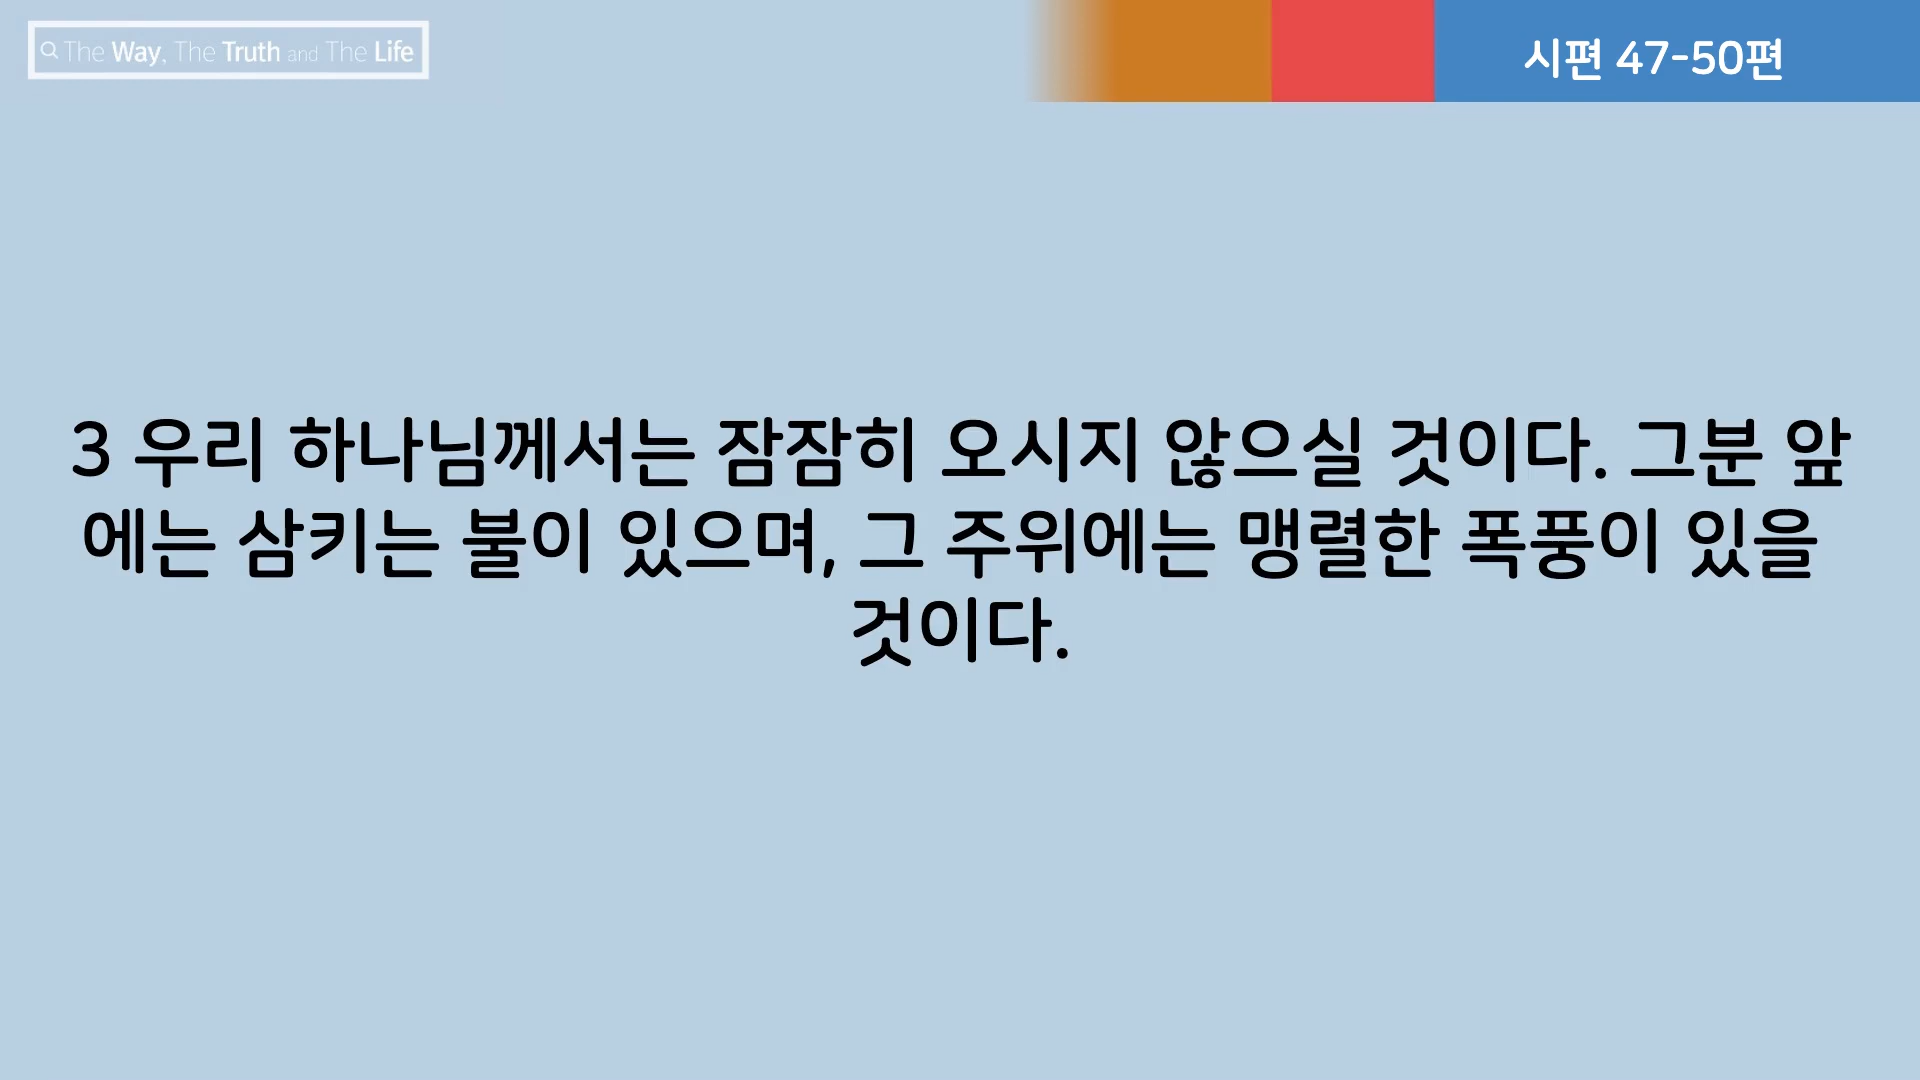 The Way, The Truth and The Life
시편 47-50편
3 우리 하나님께서는 잠잠히 오시지 않으실 것이다. 그분 앞
에는 삼키는 불이 있으며, 그 주위에는 맹렬한 폭풍이 있을
것이다.